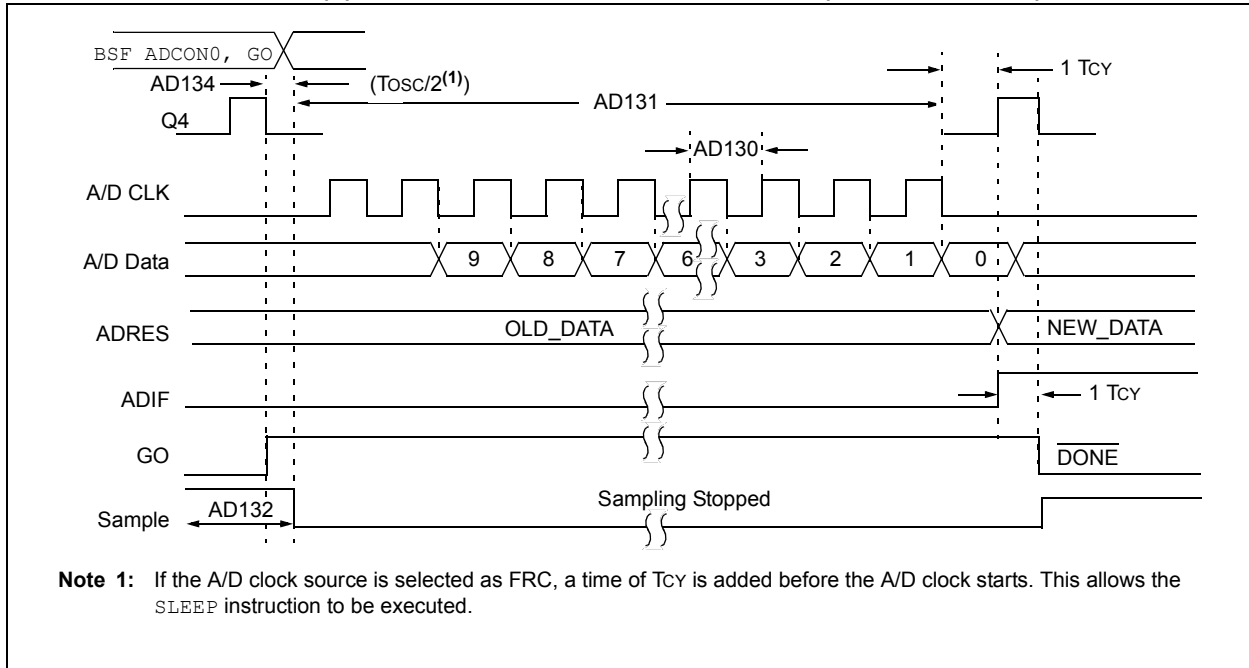 BSF ADCON0, GO
AD134
(TOSC/2(1))
1 TCY
AD131
Q4
AD130
A/D CLK
A/D Data
9 8 7 6 3 2 1 0
ADRES
OLD_DATA
NEW_DATA
ADIF
1 TCY
GO
DONE
Sampling Stopped
Sample
AD132
Note 1: If the A/D clock source is selected as FRC, a time of TCY is added before the A/D clock starts. This allows the
SLEEP instruction to be executed.